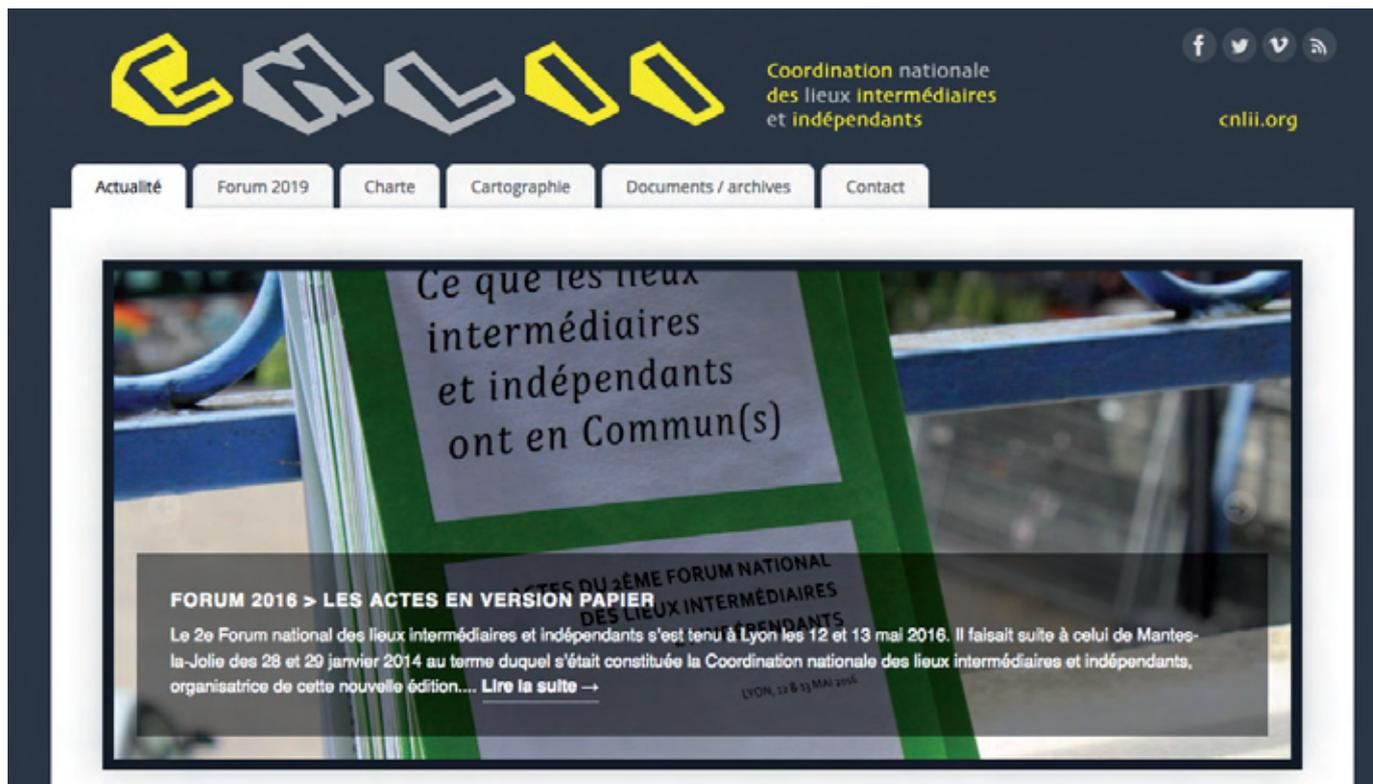 CNLII
Coordination nationale
des lieux intermédiaires
et indépendants
cnlii.org
Actualité
Forum 2019
Charte
Cartographie
Documents / archives
Contact
Ce que les lieux
intermédiaires
et indépendants
ont en Commun(s)
ACTES DU 2ÈME FORUM NATIONAL
DES LIEUX INTERMÉDIAIRES
ET INDÉPENDANTS
LYON, 12 & 13 MAI 2016
FORUM 2016 > LES ACTES EN VERSION PAPIER
Le 2e Forum national des lieux intermédiaires et indépendants s'est tenu à Lyon les 12 et 13 mai 2016. Il faisait suite à celui de Mantes-
la-Jolie des 28 et 29 janvier 2014 au terme duquel s'était constituée la Coordination nationale des lieux intermédiaires et indépendants,
organisatrice de cette nouvelle édition.... Lire la suite →